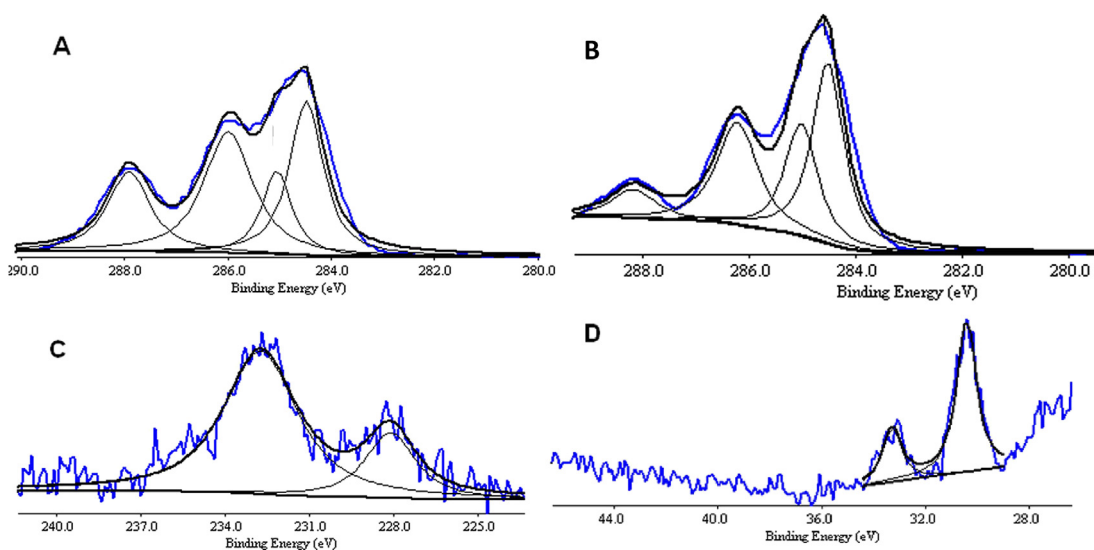 A
B
290.0 288.0 286.0 284.0 282.0 280.0
Binding Energy (eV)
288.0 286.0 284.0 282.0 280.0
Binding Energy (eV)
C
D
240.0 237.0 234.0 231.0 228.0 225.0
Binding Energy (eV)
44.0 40.0 36.0 32.0 28.0
Binding Energy (eV)